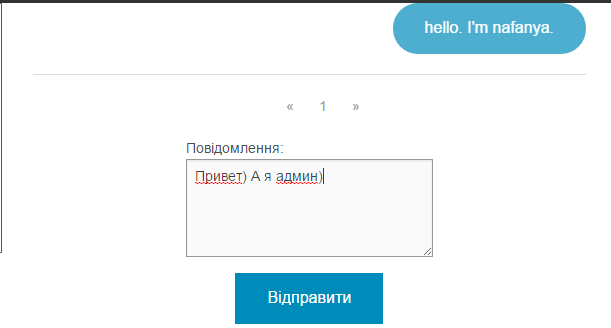 hello. I'm nafanya.
« 1 »
Повідомлення:
Привет) А я админ)
Відправити